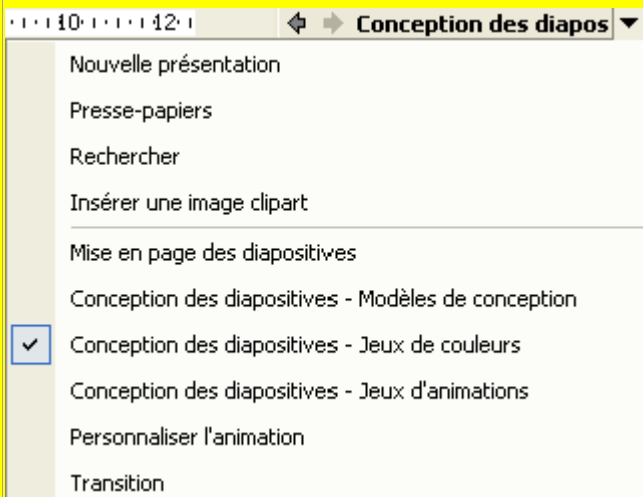 10 12 Conception des diapos
Nouvelle présentation
Presse-papiers
Rechercher
Insérer une image clipart
Mise en page des diapositives
Conception des diapositives - Modèles de conception
Conception des diapositives - Jeux de couleurs
Conception des diapositives - Jeux d'animations
Personnaliser l'animation
Transition